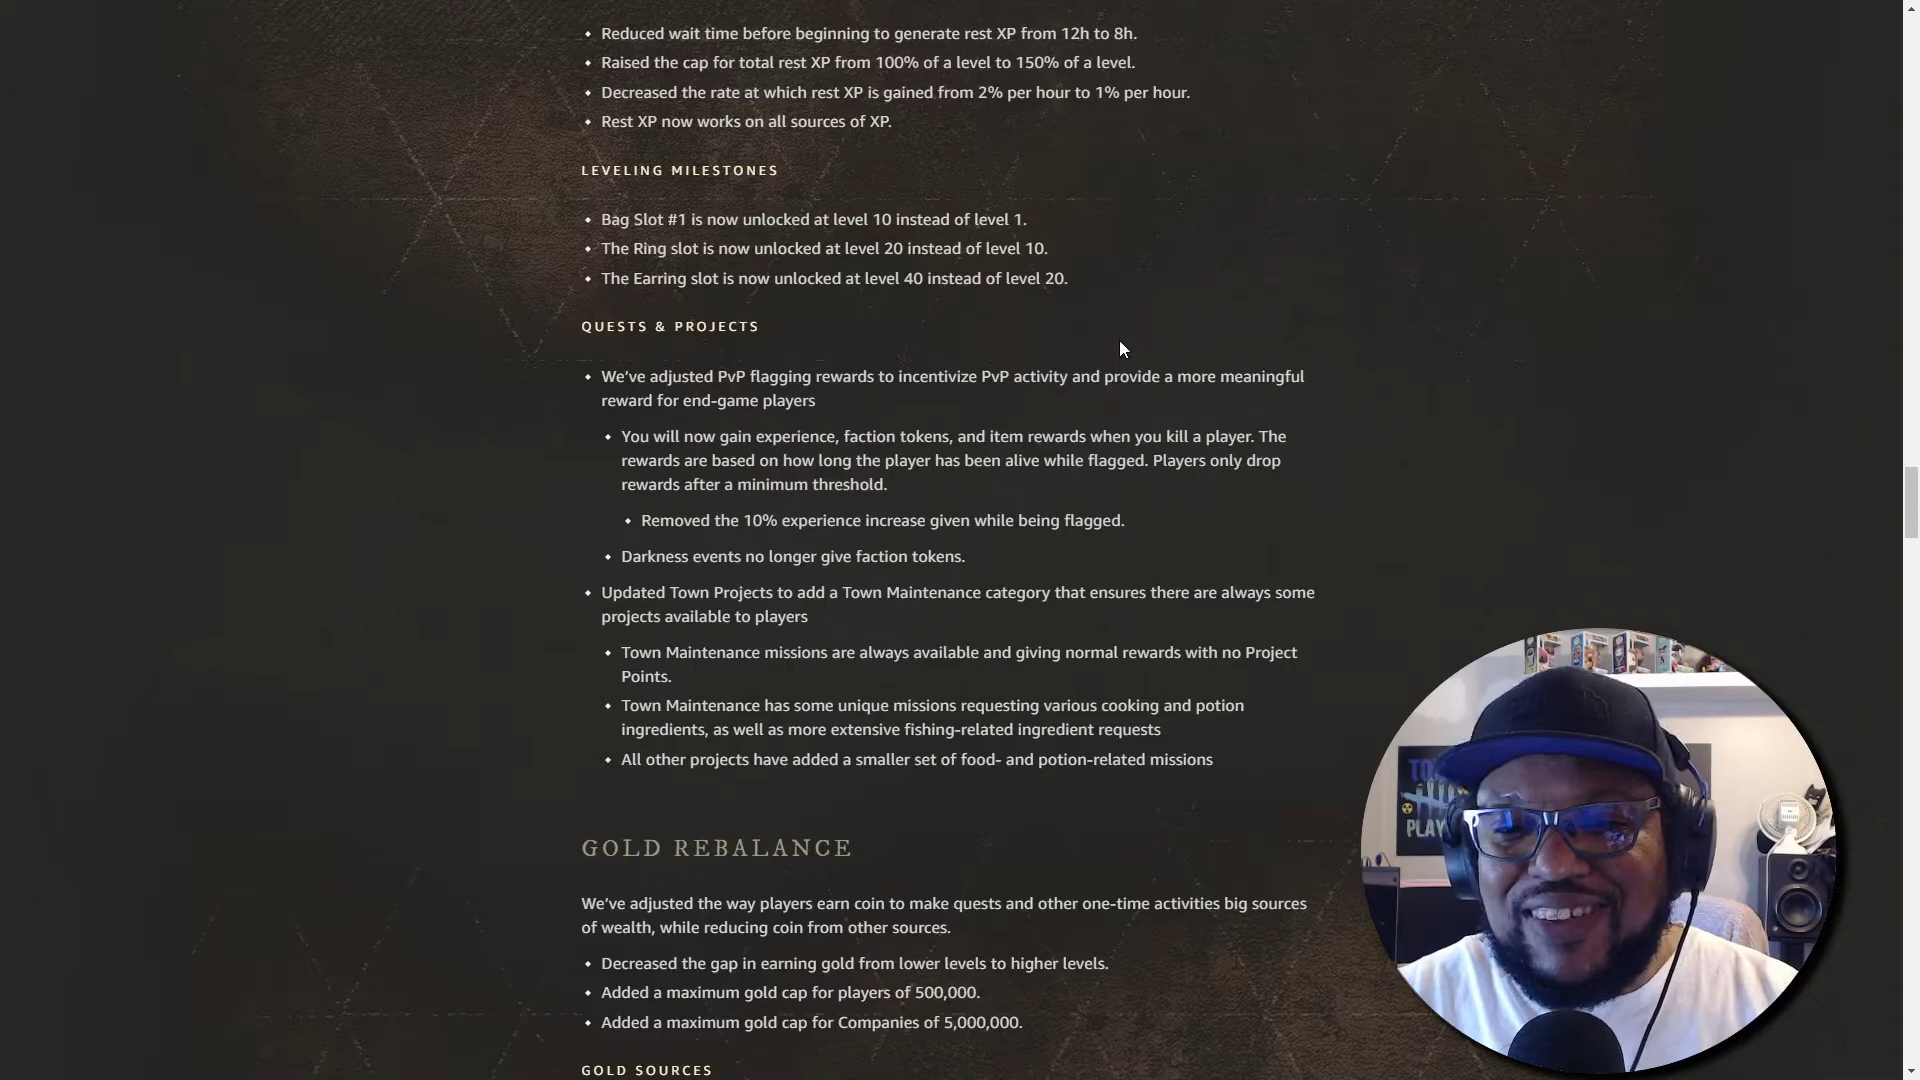 Reduced wait time before beginning to generate rest XP from 12h to 8h.
Raised the cap for total rest XP from 100% of a level to 150% of a level.
Decreased the rate at which rest XP is gained from 2% per hour to 1% per hour.
Rest XP now works on all sources of XP.
LEVELING MILESTONES
Bag Slot #1 is now unlocked at level 10 instead of level 1.
The Ring slot is now unlocked at level 20 instead of level 10.
The Earring slot is now unlocked at level 40 instead of level 20.
QUESTS & PROJECTS
We’ve adjusted PvP flagging rewards to incentivize PvP activity and provide a more meaningful
reward for end-game players
You will now gain experience, faction tokens, and item rewards when you kill a player. The
rewards are based on how long the player has been alive while flagged. Players only drop
rewards after a minimum threshold.
Removed the 10% experience increase given while being flagged.
Darkness events no longer give faction tokens.
Updated Town Projects to add a Town Maintenance category that ensures there are always some
projects available to players
Town Maintenance missions are always available and giving normal rewards with no Project
Points.
Town Maintenance has some unique missions requesting various cooking and potion
ingredients, as well as more extensive fishing-related ingredient requests
All other projects have added a smaller set of food- and potion-related missions
GOLD REBALANCE
We’ve adjusted the way players earn coin to make quests and other one-time activities big sources
of wealth, while reducing coin from other sources.
Decreased the gap in earning gold from lower levels to higher levels.
Added a maximum gold cap for players of 500,000.
Added a maximum gold cap for Companies of 5,000,000.
GOLD SOURCES